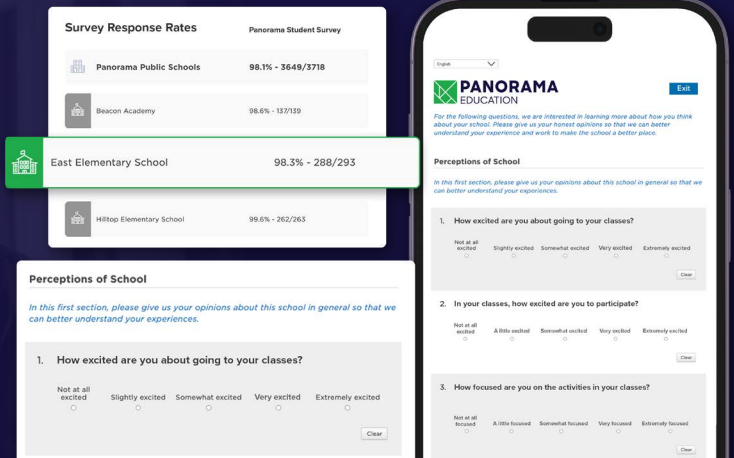 Survey Response Rates
Panorama Student Survey
Panorama Public Schools
98.1% - 3649/3718
Beacon Academy
98.6% - 137/139
East Elementary School
98.3% - 288/293
Hilltop Elementary School
99.6% - 262/263
Perceptions of School
In this first section, please give us your opinions about this school in general so that we
can better understand your experiences.
1. How excited are you about going to your classes?
Not at all
excited
Slightly excited
Somewhat excited
Very excited
Extremely excited
Clear
English
PANORAMA
EDUCATION
Exit
For the following questions, we are interested in learning more about how you think
about your school. Please give us your honest opinions so that we can better
understand your experience and work to make the school a better place.
Perceptions of School
In this first section, please give us your opinions about this school in general so that we
can better understand your experiences.
1. How excited are you about going to your classes?
Not at all
excited
Slightly excited
Somewhat excited
Very excited
Extremely excited
Clear
2. In your classes, how excited are you to participate?
Not at all
excited
A little excited
Somewhat excited
Very excited
Extremely excited
Clear
3. How focused are you on the activities in your classes?
Not at all
focused
A little focused
Somewhat focused
Very focused
Extremely focused
Clear